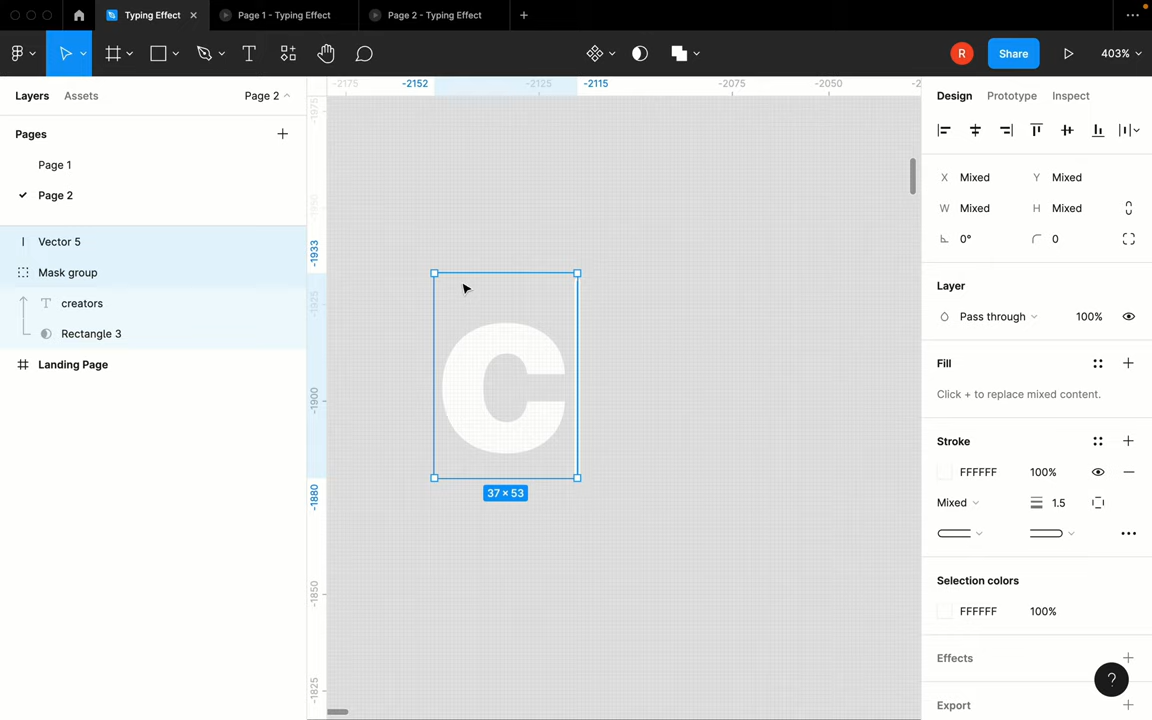 Typing Effect
Page 1 - Typing Effect
Page 2 - Typing Effect
R
Share
403%
Layers
Assets
Page 2
Pages
Page 1
Page 2
Vector 5
Mask group
creators
Rectangle 3
Landing Page
-2175
-2152
-2125
-2115
-2075
-2050
-1975
-1950
-1933
-1925
-1900
-1880
-1850
-1825
C
37 × 53
Design
Prototype
Inspect
X Mixed
Y Mixed
W Mixed
H Mixed
0°
0
Layer
Pass through
100%
Fill
Click + to replace mixed content.
Stroke
FFFFFF
100%
Mixed
1.5
Selection colors
FFFFFF
100%
Effects
Export
?